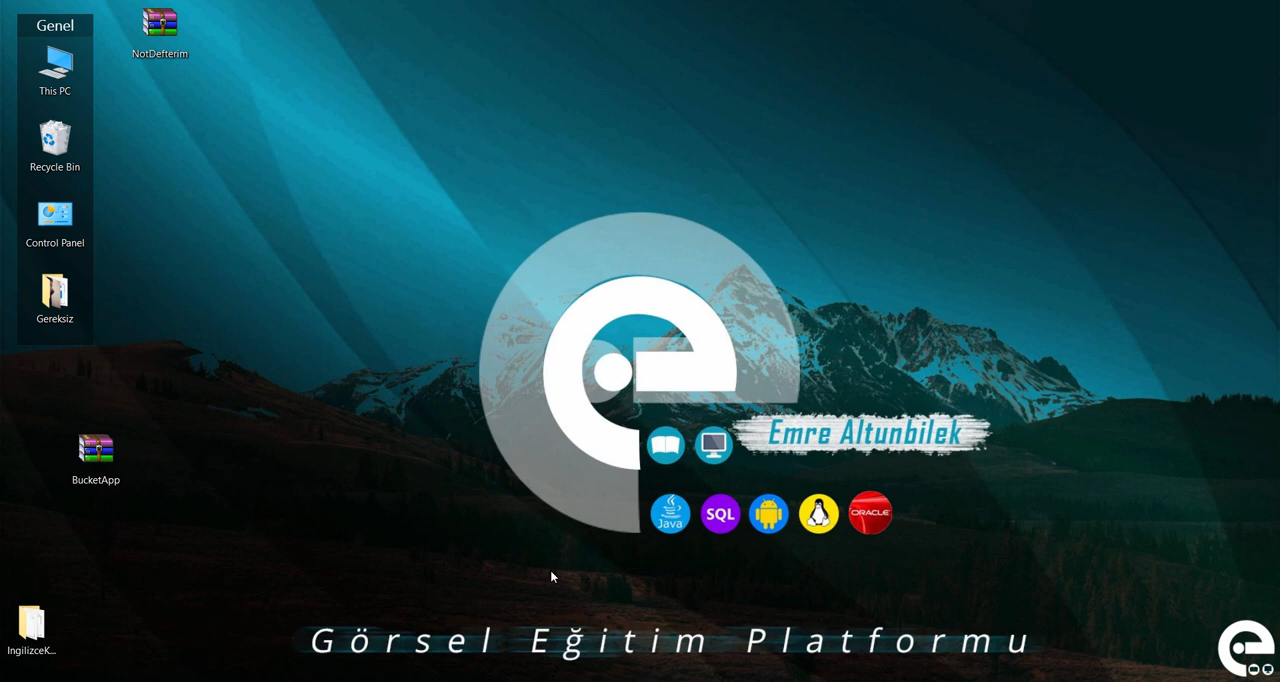 Genel
NotDefterim
This PC
Recycle Bin
Control Panel
Gereksiz
Emre Altunbilek
Java
SQL
ORACLE
BucketApp
IngilizceK...
Görsel Eğitim Platformu